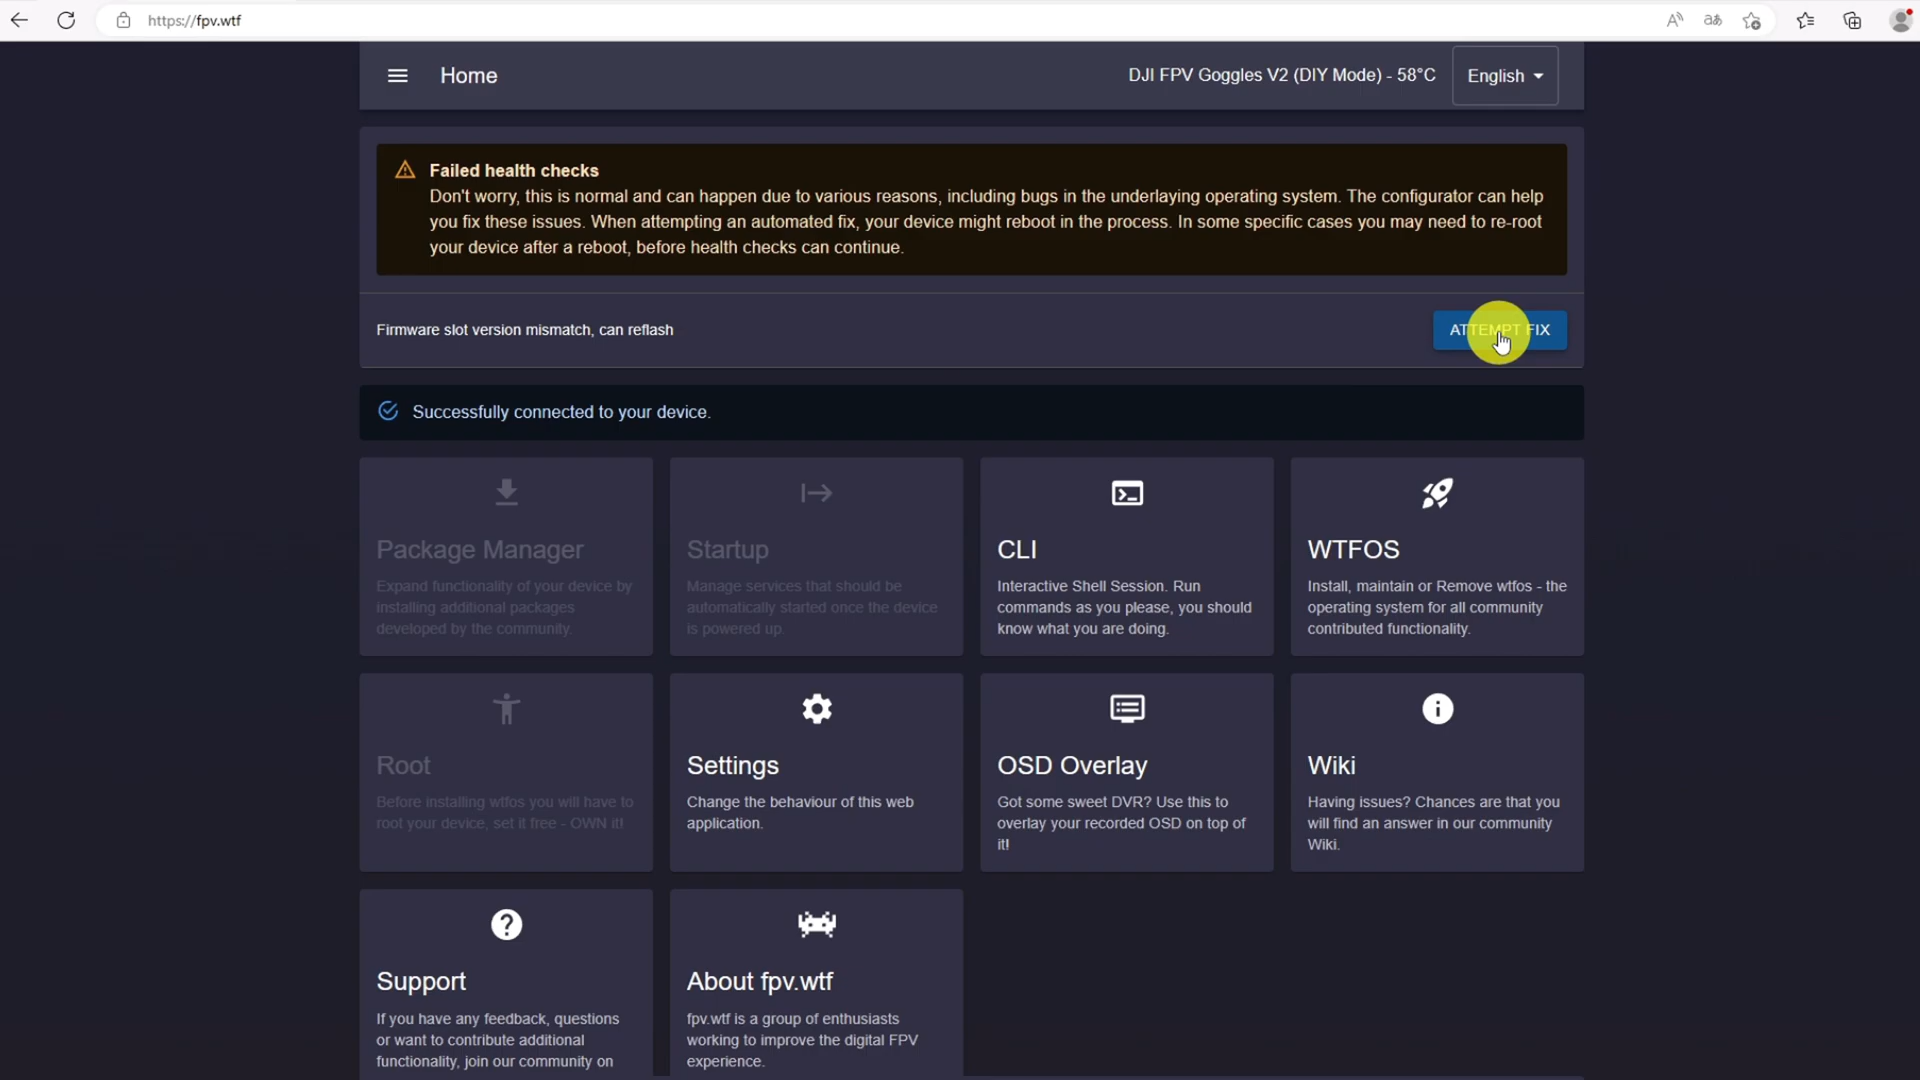 https://fpv.wtf
Home
DJI FPV Goggles V2 (DIY Mode) - 58°C
English
Failed health checks
Don't worry, this is normal and can happen due to various reasons, including bugs in the underlaying operating system. The configurator can help
you fix these issues. When attempting an automated fix, your device might reboot in the process. In some specific cases you may need to re-root
your device after a reboot, before health checks can continue.
Firmware slot version mismatch, can reflash
ATTEMPT FIX
Successfully connected to your device.
Package Manager
Expand functionality of your device by
installing additional packages
developed by the community.
Startup
Manage services that should be
automatically started once the device
is powered up.
CLI
Interactive Shell Session. Run
commands as you please, you should
know what you are doing.
WTFOS
Install, maintain or Remove wtfos - the
operating system for all community
contributed functionality.
Root
Before installing wtfos you will have to
root your device, set it free - OWN it!
Settings
Change the behaviour of this web
application.
OSD Overlay
Got some sweet DVR? Use this to
overlay your recorded OSD on top of
it!
Wiki
Having issues? Chances are that you
will find an answer in our community
Wiki.
Support
If you have any feedback, questions
or want to contribute additional
functionality, join our community on
About fpv.wtf
fpv.wtf is a group of enthusiasts
working to improve the digital FPV
experience.